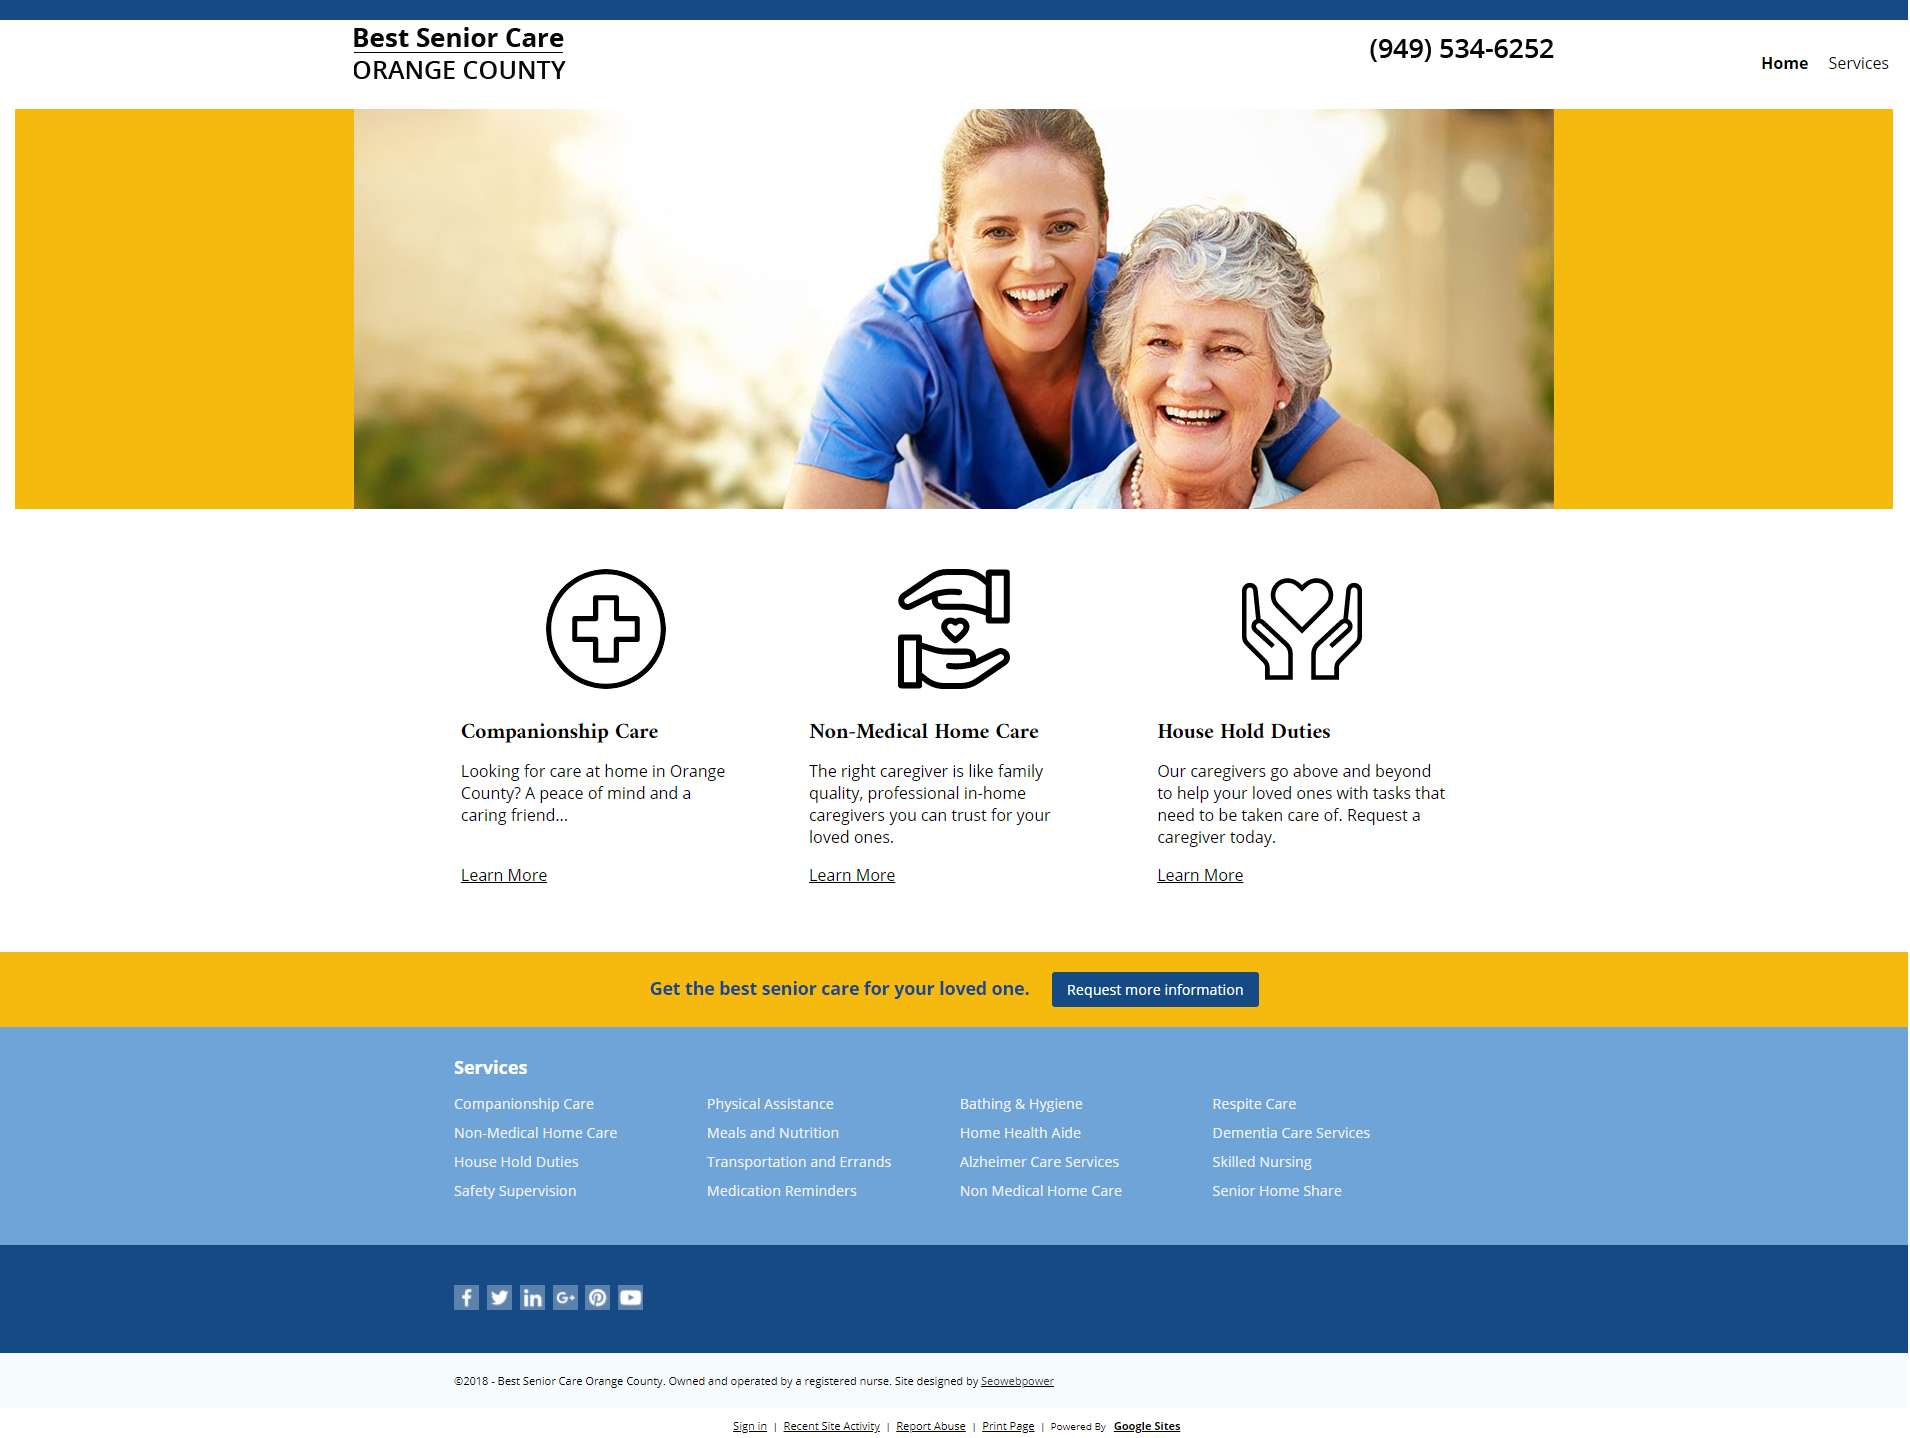 Best Senior Care
ORANGE COUNTY
(949) 534-6252
Home Services
Companionship Care
Looking for care at home in Orange
County? A peace of mind and a
caring friend...
Learn More
Non-Medical Home Care
The right caregiver is like family
quality, professional in-home
caregivers you can trust for your
loved ones.
Learn More
House Hold Duties
Our caregivers go above and beyond
to help your loved ones with tasks that
need to be taken care of. Request a
caregiver today.
Learn More
Get the best senior care for your loved one. Request more information
Services
Companionship Care
Non-Medical Home Care
House Hold Duties
Safety Supervision
Physical Assistance
Meals and Nutrition
Transportation and Errands
Medication Reminders
Bathing & Hygiene
Home Health Aide
Alzheimer Care Services
Non Medical Home Care
Respite Care
Dementia Care Services
Skilled Nursing
Senior Home Share
©2018 - Best Senior Care Orange County. Owned and operated by a registered nurse. Site designed by Seowebpower
Sign in | Recent Site Activity | Report Abuse | Print Page | Powered By Google Sites